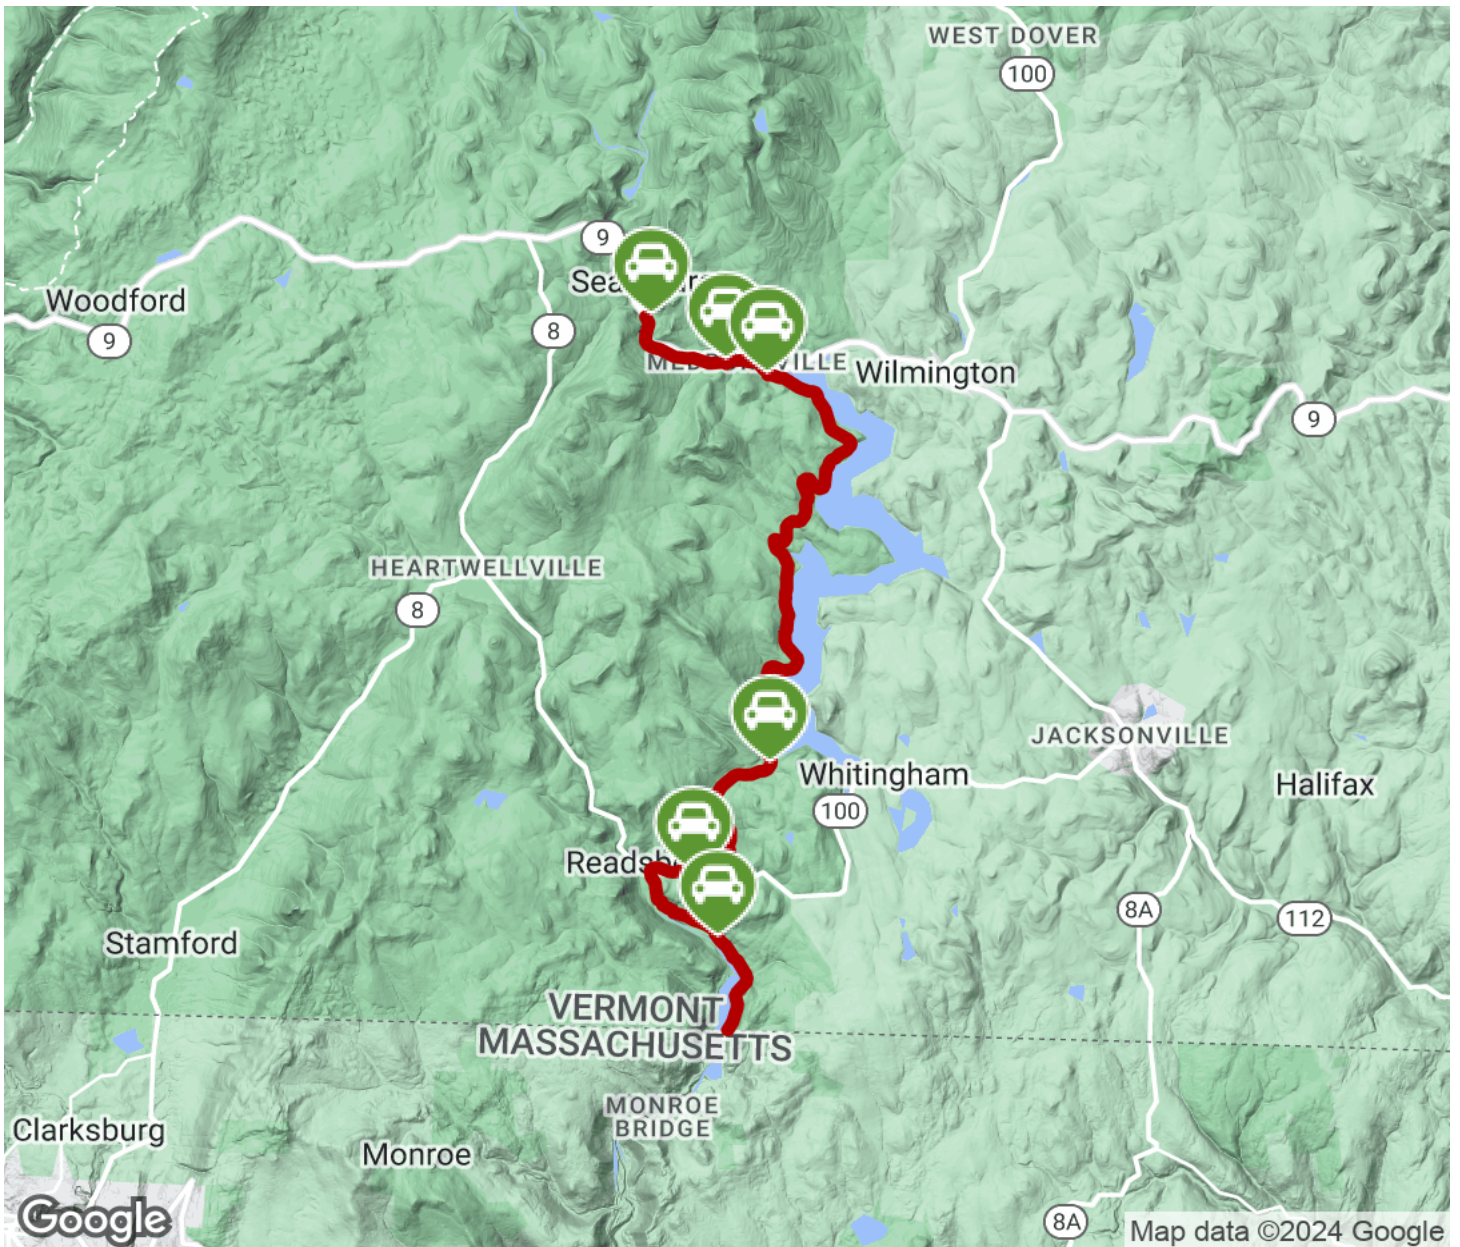 WEST DOVER
100
9
Woodford
8
9
Wilmington
9
HEARTWELLVILLE
8
JACKSONVILLE
Whitingham
Halifax
100
8A
112
Stamford
VERMONT
MASSACHUSETTS
MONROE
BRIDGE
Clarksburg
Monroe
8A
Google
Map data ©2024 Google